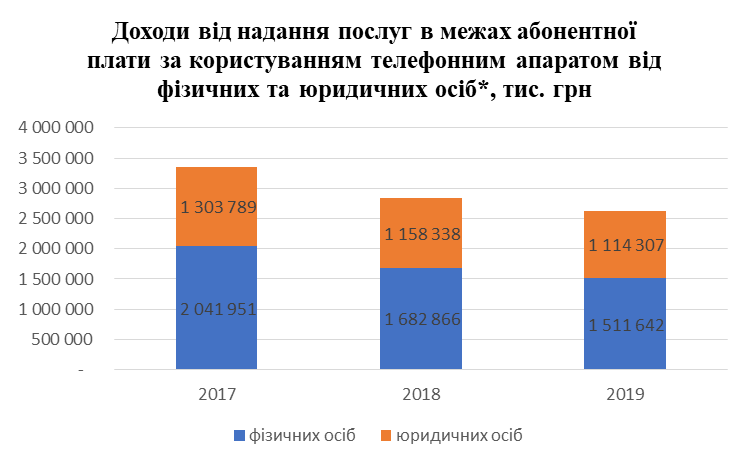 Доходи від надання послуг в межах абонентної
плати за користуванням телефонним апаратом від
фізичних та юридичних осіб*, тис. грн
4 000 000
3 500 000
3 000 000
2 500 000
2 000 000
1 500 000
1 000 000
500 000
-
1 303 789
1 158 338
1 114 307
2 041 951
1 682 866
1 511 642
2017
2018
2019
фізичних осіб
юридичних осіб